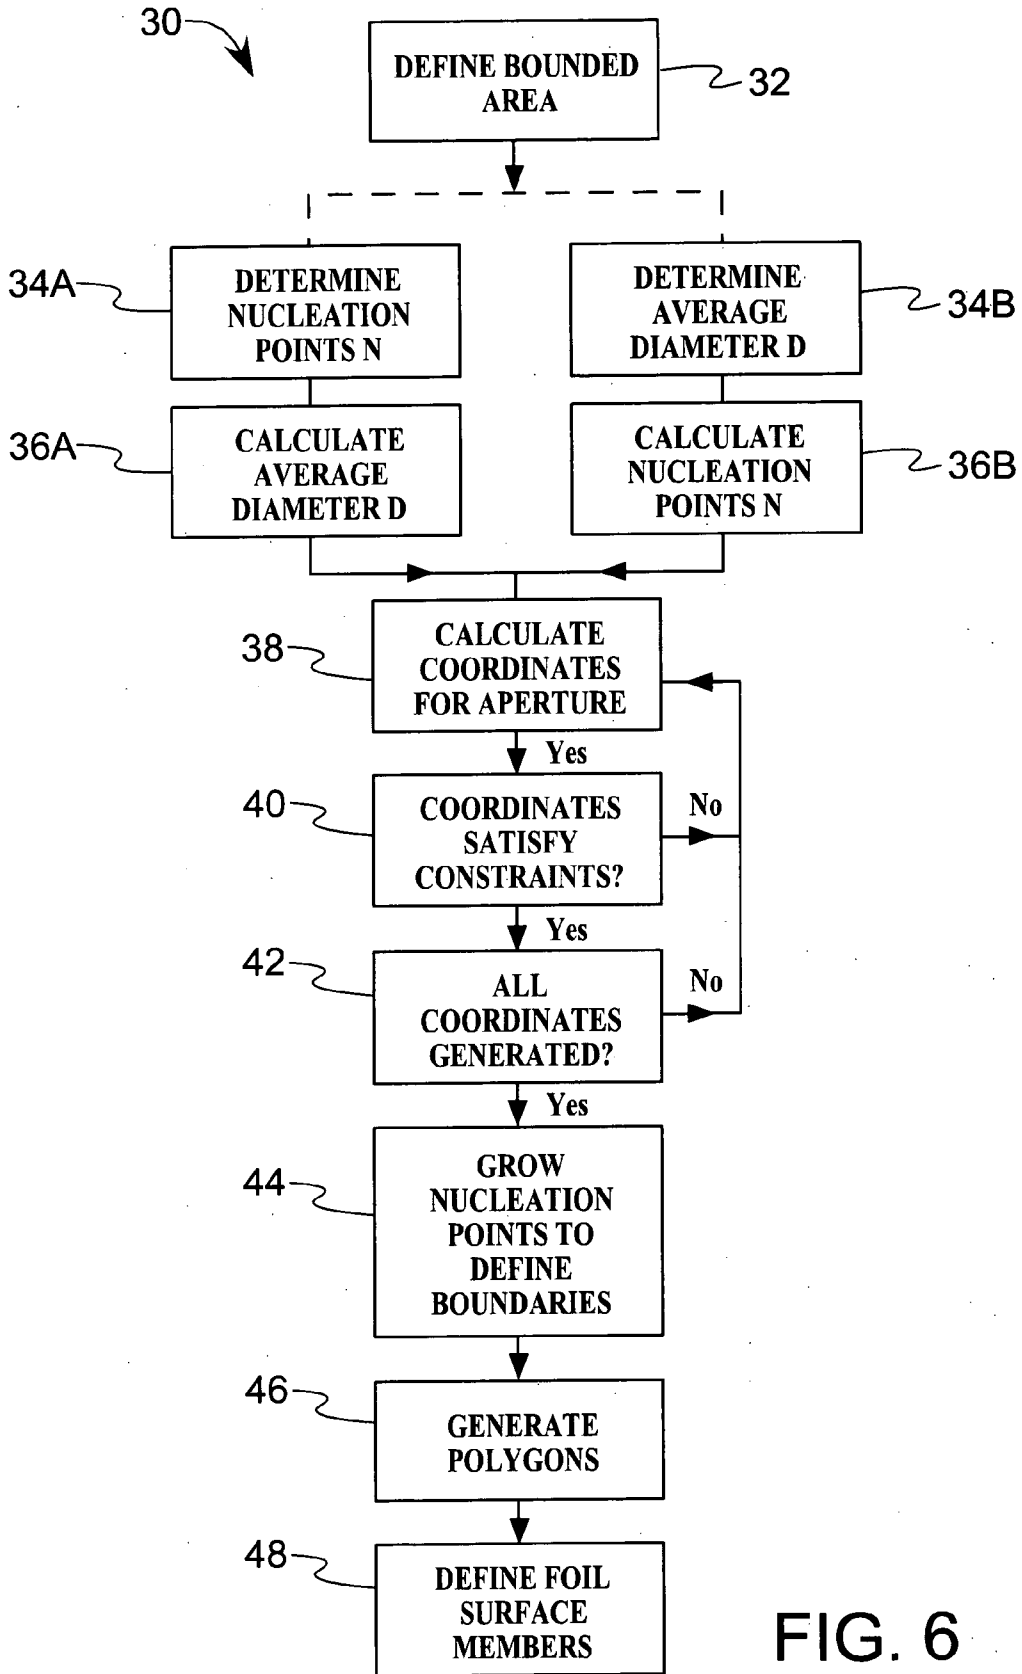 30
DEFINE BOUNDED
AREA
32
34A
DETERMINE
NUCLEATION
POINTS N
DETERMINE
AVERAGE
DIAMETER D
34B
36A
CALCULATE
AVERAGE
DIAMETER D
CALCULATE
NUCLEATION
POINTS N
36B
38
CALCULATE
COORDINATES
FOR APERTURE
Yes
40
COORDINATES
SATISFY
CONSTRAINTS?
No
Yes
42
ALL
COORDINATES
GENERATED?
No
Yes
44
GROW
NUCLEATION
POINTS TO
DEFINE
BOUNDARIES
46
GENERATE
POLYGONS
48
DEFINE FOIL
SURFACE
MEMBERS
FIG. 6